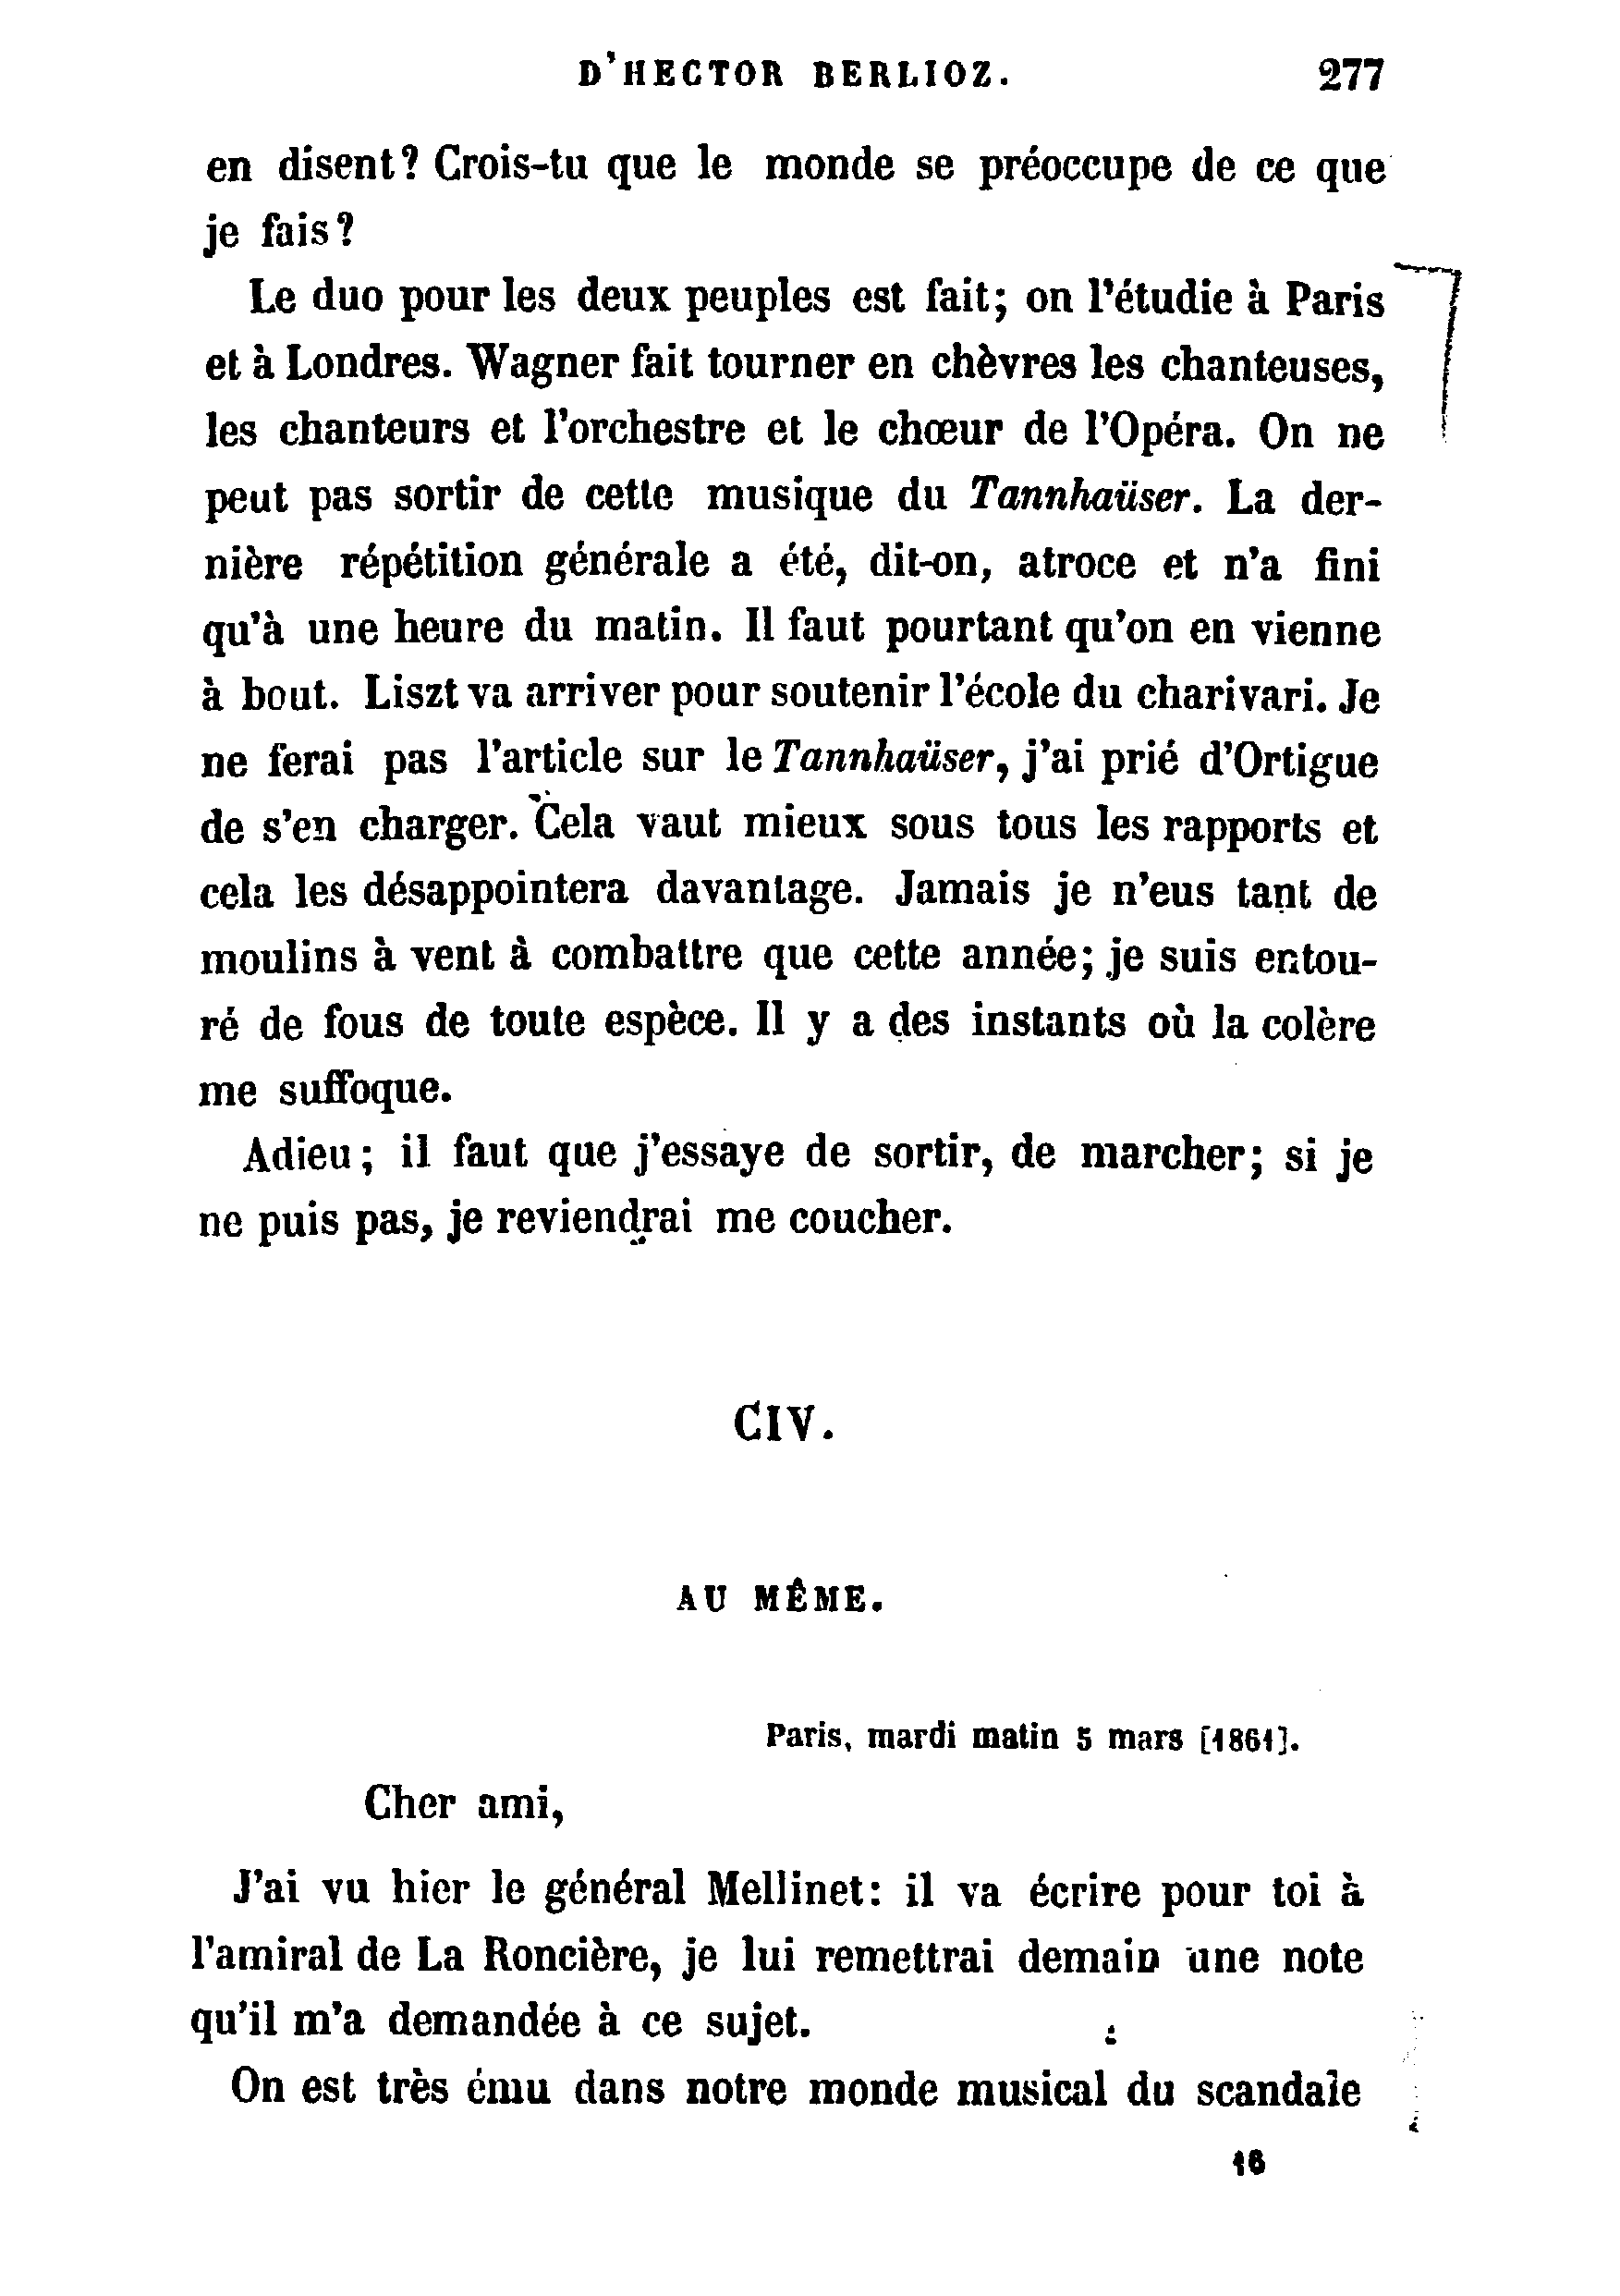 D'HECTOR BERLIOZ. 277
en disent? Crois-tu que le monde se préoccupe de ce que
je fais?
Le duo pour les deux peuples est fait; on l'étudie à Paris
et à Londres. Wagner fait tourner en chèvres les chanteuses,
les chanteurs et l'orchestre et le chœur de l'Opéra. On ne
peut pas sortir de cette musique du Tannhaüser. La der-
nière répétition générale a été, dit-on, atroce et n'a fini
qu'à une heure du matin. Il faut pourtant qu'on en vienne
à bout. Liszt va arriver pour soutenir l'école du charivari. Je
ne ferai pas l'article sur le Tannhaüser, j'ai prié d'Ortigue
de s'en charger. Cela vaut mieux sous tous les rapports et
cela les désappointera davantage. Jamais je n'eus tant de
moulins à vent à combattre que cette année; je suis entou-
ré de fous de toute espèce. Il y a des instants où la colère
me suffoque.
Adieu; il faut que j'essaye de sortir, de marcher; si je
ne puis pas, je reviendrai me coucher.
CIV.
AU MÊME.
Paris, mardi matin 5 mars [1861].
Cher ami,
J'ai vu hier le général Mellinet: il va écrire pour toi à
l'amiral de La Roncière, je lui remettrai demain une note
qu'il m'a demandée à ce sujet.
On est très ému dans notre monde musical du scandale
16